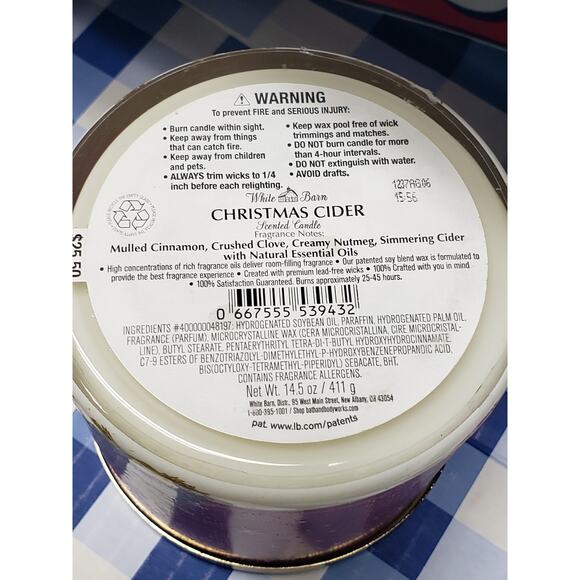 ⚠ WARNING
To prevent FIRE and SERIOUS INJURY:
• Burn candle within sight.
• Keep away from things
that can catch fire.
• Keep away from children
and pets.
• ALWAYS trim wicks to 1/4
inch before each relighting.
• Keep wax pool free of wick
trimmings and matches.
• DO NOT burn candle for more
than 4-hour intervals.
• DO NOT extinguish with water.
• AVOID drafts.
1237AG06
15:56
White Barn
CHRISTMAS CIDER
Scented Candle
Fragrance Notes:
Mulled Cinnamon, Crushed Clove, Creamy Nutmeg, Simmering Cider
with Natural Essential Oils
• High concentrations of rich fragrance oils deliver room-filling fragrance • Our patented soy blend wax is formulated to
provide the best fragrance experience • Created with premium lead-free wicks • 100% Crafted with you in mind
• 100% Satisfaction Guaranteed. Burns approximately 25-45 hours.
0 667555 539432
INGREDIENTS #400000048197: HYDROGENATED SOYBEAN OIL, PARAFFIN, HYDROGENATED PALM OIL,
FRAGRANCE (PARFUM), MICROCRYSTALLINE WAX (CERA MICROCRISTALLINA, CIRE MICROCRISTAL-
LINE), BUTYL STEARATE, PENTAERYTHRITYL TETRA-DI-T-BUTYL HYDROXYHYDROCINNAMATE,
C7-9 ESTERS OF BENZOTRIAZOLYL-DIMETHYLETHYL-P-HYDROXYBENZENEPROPANOIC ACID,
BIS(OCTYLOXY-TETRAMETHYL-PIPERIDYL) SEBACATE, BHT.
CONTAINS FRAGRANCE ALLERGENS.
Net Wt. 14.5 oz / 411 g
White Barn, Distr., 95 West Main Street, New Albany, OH 43054
1-800-395-1001 / Shop bathandbodyworks.com
pat. www.lb.com/patents